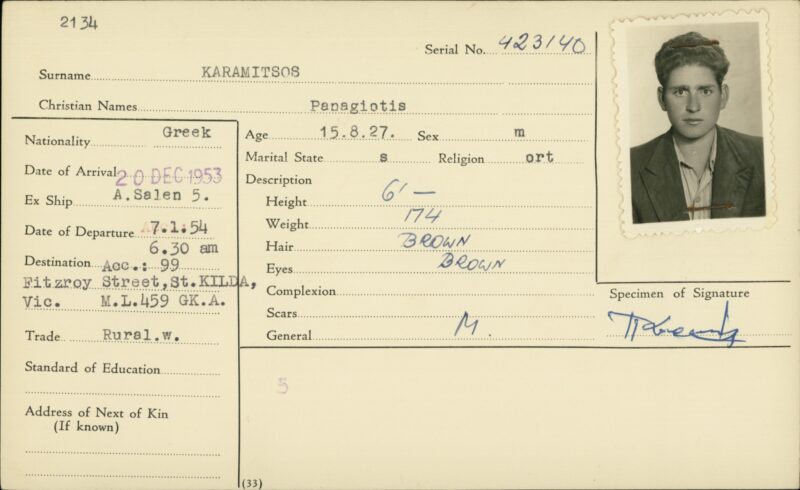 2134
Serial No. 423140
Surname KARAMITSOS
Christian Names Panagiotis
Nationality Greek
Date of Arrival 20 DEC 1953
Ex Ship A.Salen 5.
Date of Departure 7.1.54
6.30 am
Destination Acc.: 99
Fitzroy Street,St.KILDA,
Vic. M.L.459 GK.A.
Trade Rural.w.
Standard of Education
Address of Next of Kin
(If known)
Age 15.8.27. Sex m
Marital State s Religion ort
Description
Height 6' —
Weight 174
Hair BROWN
Eyes BROWN
Complexion
Scars
General M.
5
(33)
Specimen of Signature